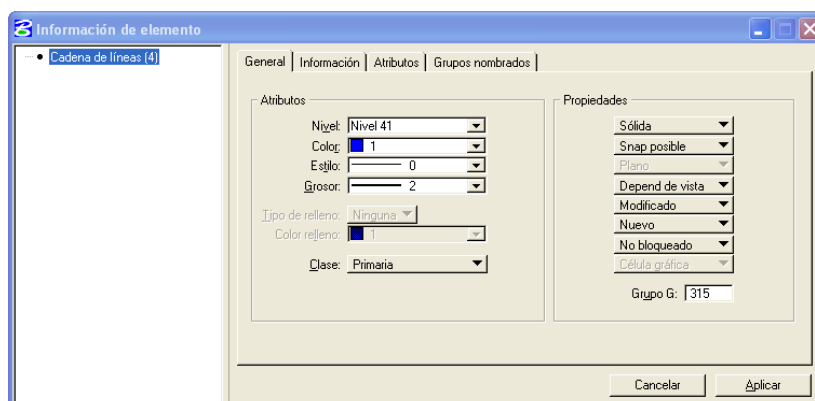 Información de elemento
Cadena de líneas (4)
General Información Atributos Grupos nombrados
Atributos
Nivel: Nivel 41
Color: 1
Estilo: 0
Grosor: 2
Tipo de relleno: Ninguna
Color relleno: 1
Clase: Primaria
Propiedades
Sólida
Snap posible
Plano
Depend de vista
Modificado
Nuevo
No bloqueado
Célula gráfica
Grupo G: 315
Cancelar Aplicar